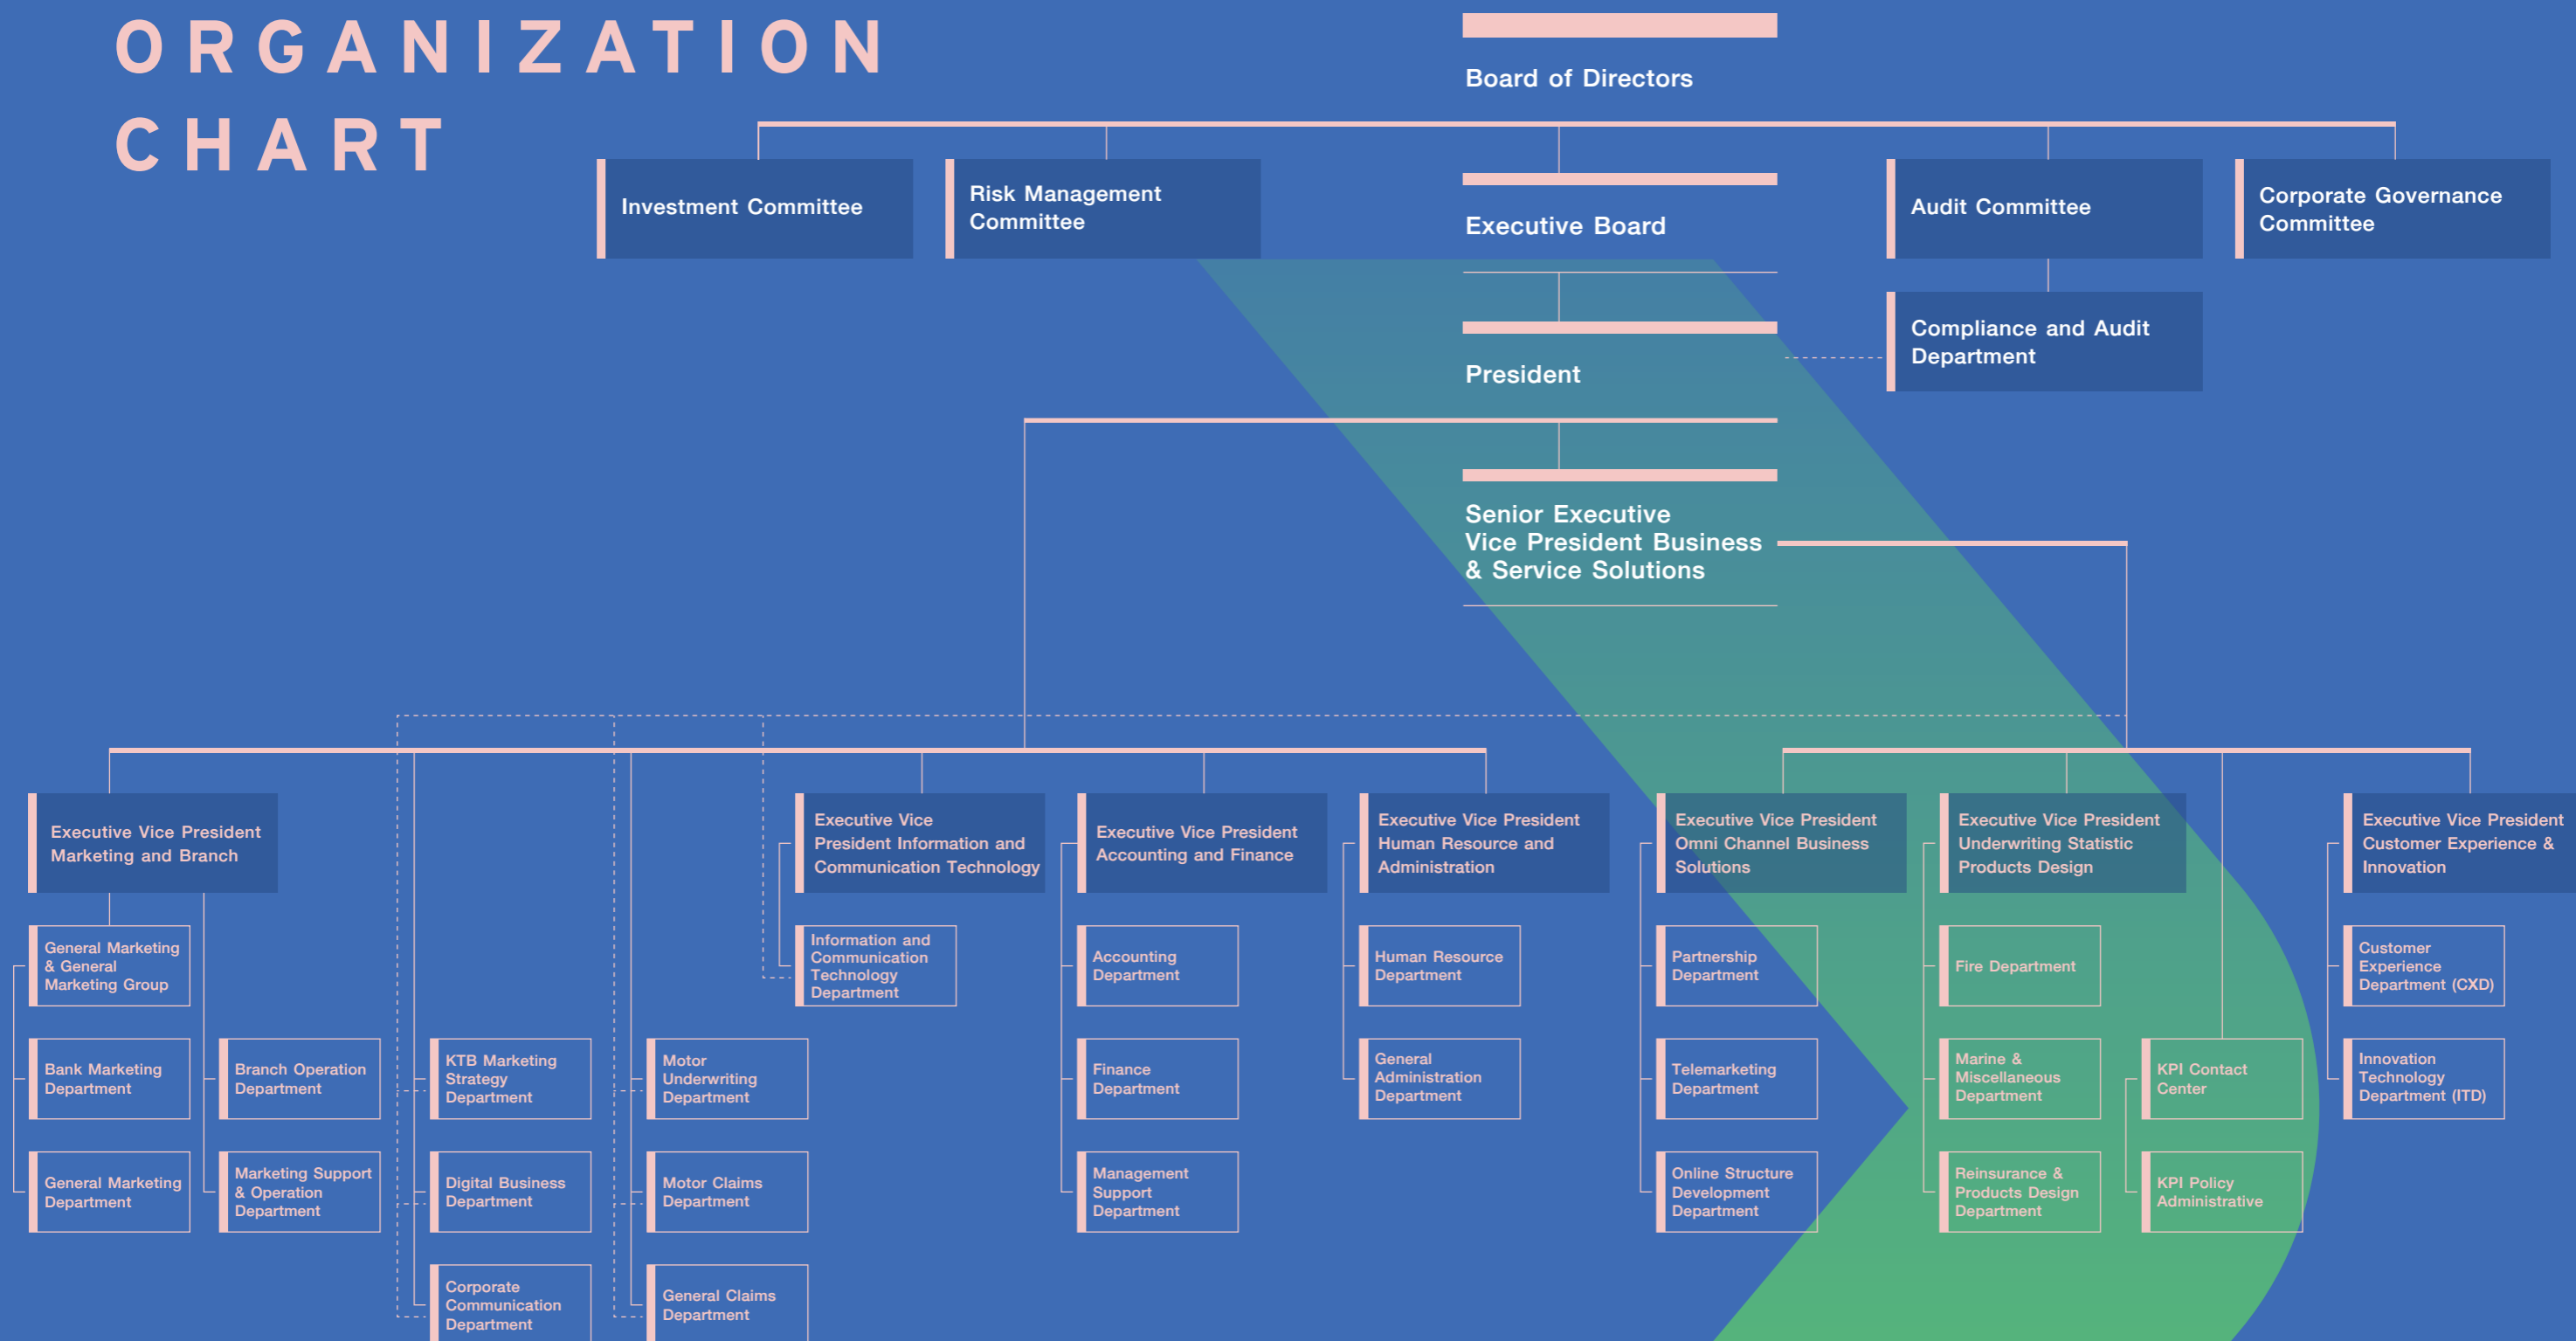 ORGANIZATION
CHART
Board of Directors
Investment Committee
Risk Management
Committee
Executive Board
Audit Committee
Corporate Governance
Committee
President
Compliance and Audit
Department
Senior Executive
Vice President Business
& Service Solutions
Executive Vice President
Marketing and Branch
General Marketing
& General
Marketing Group
Bank Marketing
Department
General Marketing
Department
Branch Operation
Department
Marketing Support
& Operation
Department
KTB Marketing
Strategy
Department
Digital Business
Department
Corporate
Communication
Department
Motor
Underwriting
Department
Motor Claims
Department
General Claims
Department
Executive Vice
President Information and
Communication Technology
Information and
Communication
Technology
Department
Executive Vice President
Accounting and Finance
Accounting
Department
Finance
Department
Management
Support
Department
Executive Vice President
Human Resource and
Administration
Human Resource
Department
General
Administration
Department
Executive Vice President
Omni Channel Business
Solutions
Partnership
Department
Telemarketing
Department
Online Structure
Development
Department
Executive Vice President
Underwriting Statistic
Products Design
Fire Department
Marine &
Miscellaneous
Department
Reinsurance &
Products Design
Department
KPI Contact
Center
KPI Policy
Administrative
Executive Vice President
Customer Experience &
Innovation
Customer
Experience
Department (CXD)
Innovation
Technology
Department (ITD)